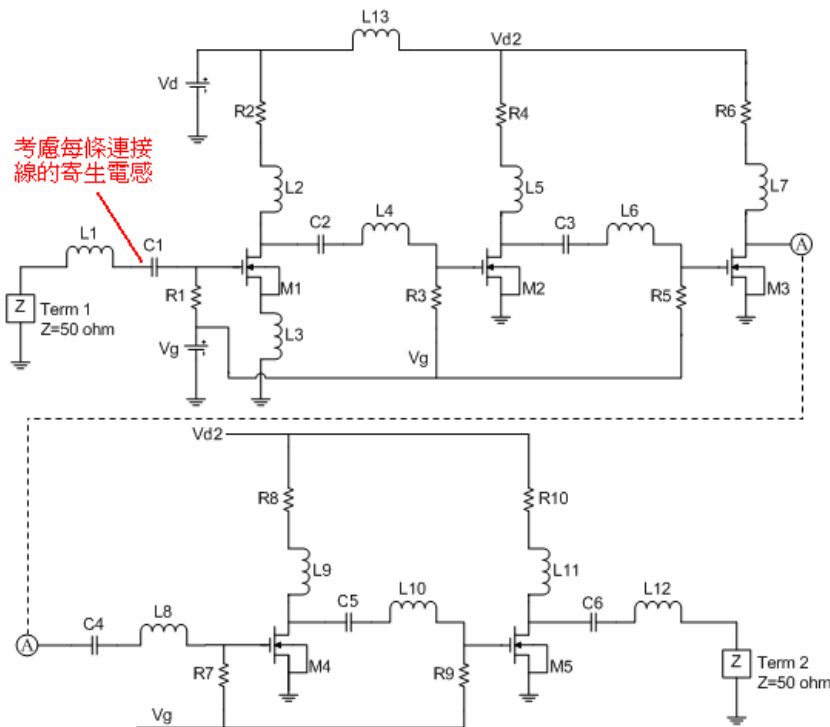 L13
Vd2
Vd
R2
R4
R6
考慮每條連接
線的寄生電感
L2
L5
L7
L1
C1
C2
L4
C3
L6
A
Z
Term 1
Z=50 ohm
R1
M1
R3
M2
R5
M3
L3
Vg
Vg
Vd2
R8
R10
L9
L11
C4
L8
C5
L10
C6
L12
A
R7
M4
R9
M5
Z
Term 2
Z=50 ohm
Vg